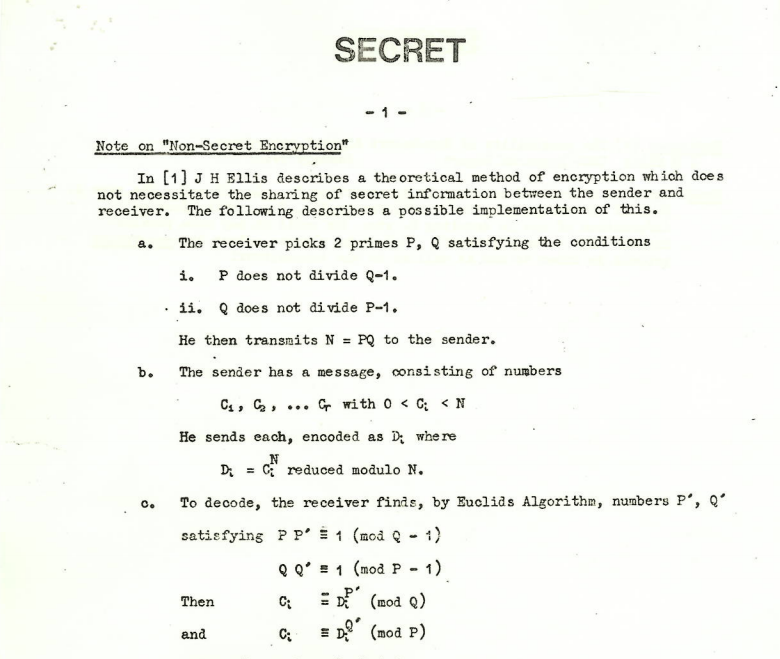 SECRET
- 1 -
Note on "Non-Secret Encryption"
In [1] J H Ellis describes a theoretical method of encryption which does
not necessitate the sharing of secret information between the sender and
receiver. The following describes a possible implementation of this.
a. The receiver picks 2 primes P, Q satisfying the conditions
i. P does not divide Q-1.
ii. Q does not divide P-1.
He then transmits N = PQ to the sender.
b. The sender has a message, consisting of numbers
C₁, C₂, ... Cᵣ with 0 < Cᵢ < N
He sends each, encoded as Dᵢ where
Dᵢ = Cᵢᴺ reduced modulo N.
c. To decode, the receiver finds, by Euclids Algorithm, numbers P′, Q′
satisfying P P′ ≡ 1 (mod Q - 1)
Q Q′ ≡ 1 (mod P - 1)
Then Cᵢ ≡ Dᵢ^P′ (mod Q)
and Cᵢ ≡ Dᵢ^Q′ (mod P)